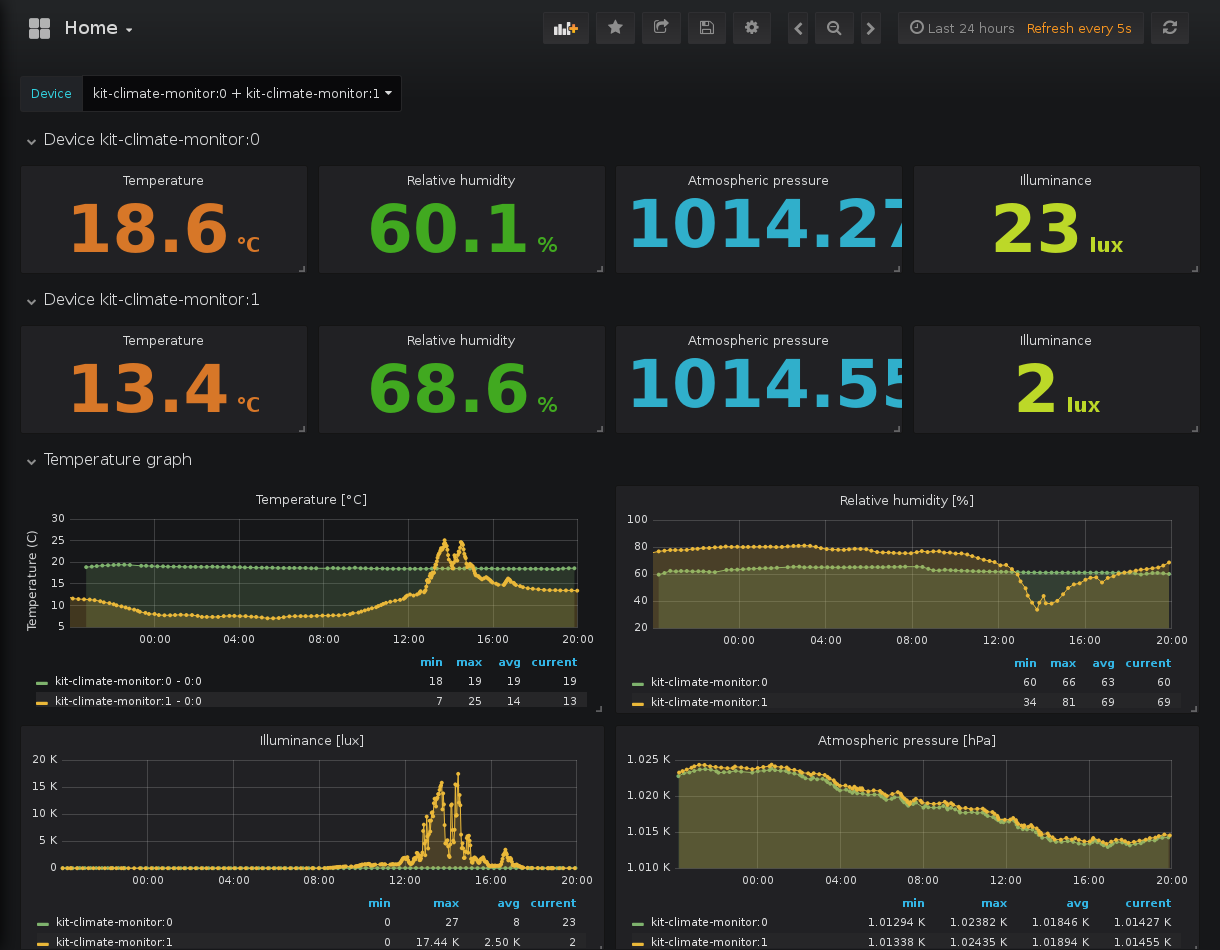 Home
Last 24 hours Refresh every 5s
Device kit-climate-monitor:0 + kit-climate-monitor:1
Device kit-climate-monitor:0
Temperature Relative humidity Atmospheric pressure Illuminance
18.6 °C 60.1 % 1014.27 23 lux
Device kit-climate-monitor:1
Temperature Relative humidity Atmospheric pressure Illuminance
13.4 °C 68.6 % 1014.55 2 lux
Temperature graph
Temperature [°C]
Temperature (C)
30
25
20
15
10
5
00:00 04:00 08:00 12:00 16:00 20:00
min max avg current
kit-climate-monitor:0 - 0:0 18 19 19 19
kit-climate-monitor:1 - 0:0 7 25 14 13
Relative humidity [%]
100
80
60
40
20
00:00 04:00 08:00 12:00 16:00 20:00
min max avg current
kit-climate-monitor:0 60 66 63 60
kit-climate-monitor:1 34 81 69 69
Illuminance [lux]
20 K
15 K
10 K
5 K
0
00:00 04:00 08:00 12:00 16:00 20:00
min max avg current
kit-climate-monitor:0 0 27 8 23
kit-climate-monitor:1 0 17.44 K 2.50 K 2
Atmospheric pressure [hPa]
1.025 K
1.020 K
1.015 K
1.010 K
00:00 04:00 08:00 12:00 16:00 20:00
min max avg current
kit-climate-monitor:0 1.01294 K 1.02382 K 1.01846 K 1.01427 K
kit-climate-monitor:1 1.01338 K 1.02435 K 1.01894 K 1.01455 K